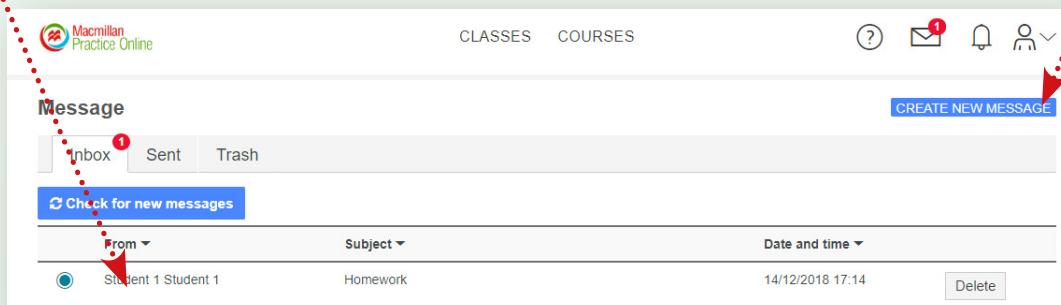 Macmillan
Practice Online
CLASSES COURSES
? 1
Message
CREATE NEW MESSAGE
Inbox 1 Sent Trash
Check for new messages
From Subject Date and time
Student 1 Student 1 Homework 14/12/2018 17:14 Delete